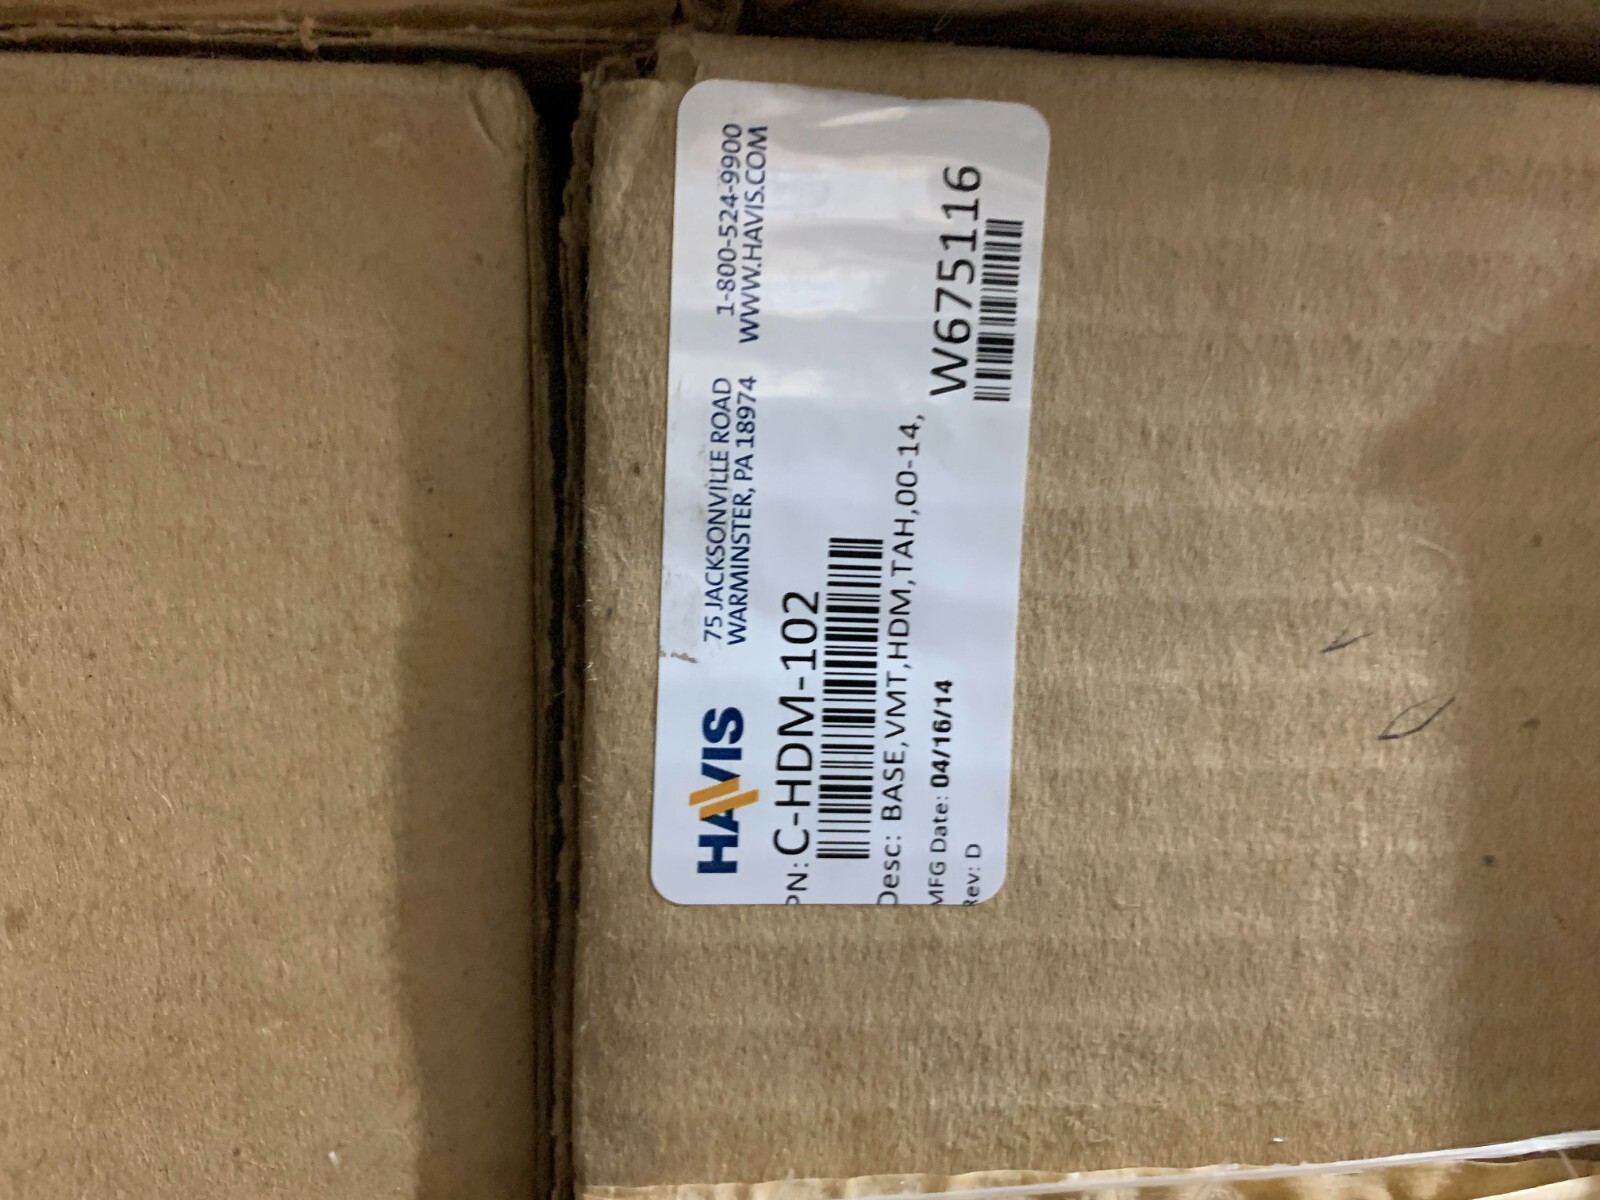 HAVIS
75 JACKSONVILLE ROAD
WARMINSTER, PA 18974
1-800-524-9900
WWW.HAVIS.COM
PN: C-HDM-102
Desc: BASE,VMT,HDM,TAH,00-14,
MFG Date: 04/16/14
Rev: D
W675116